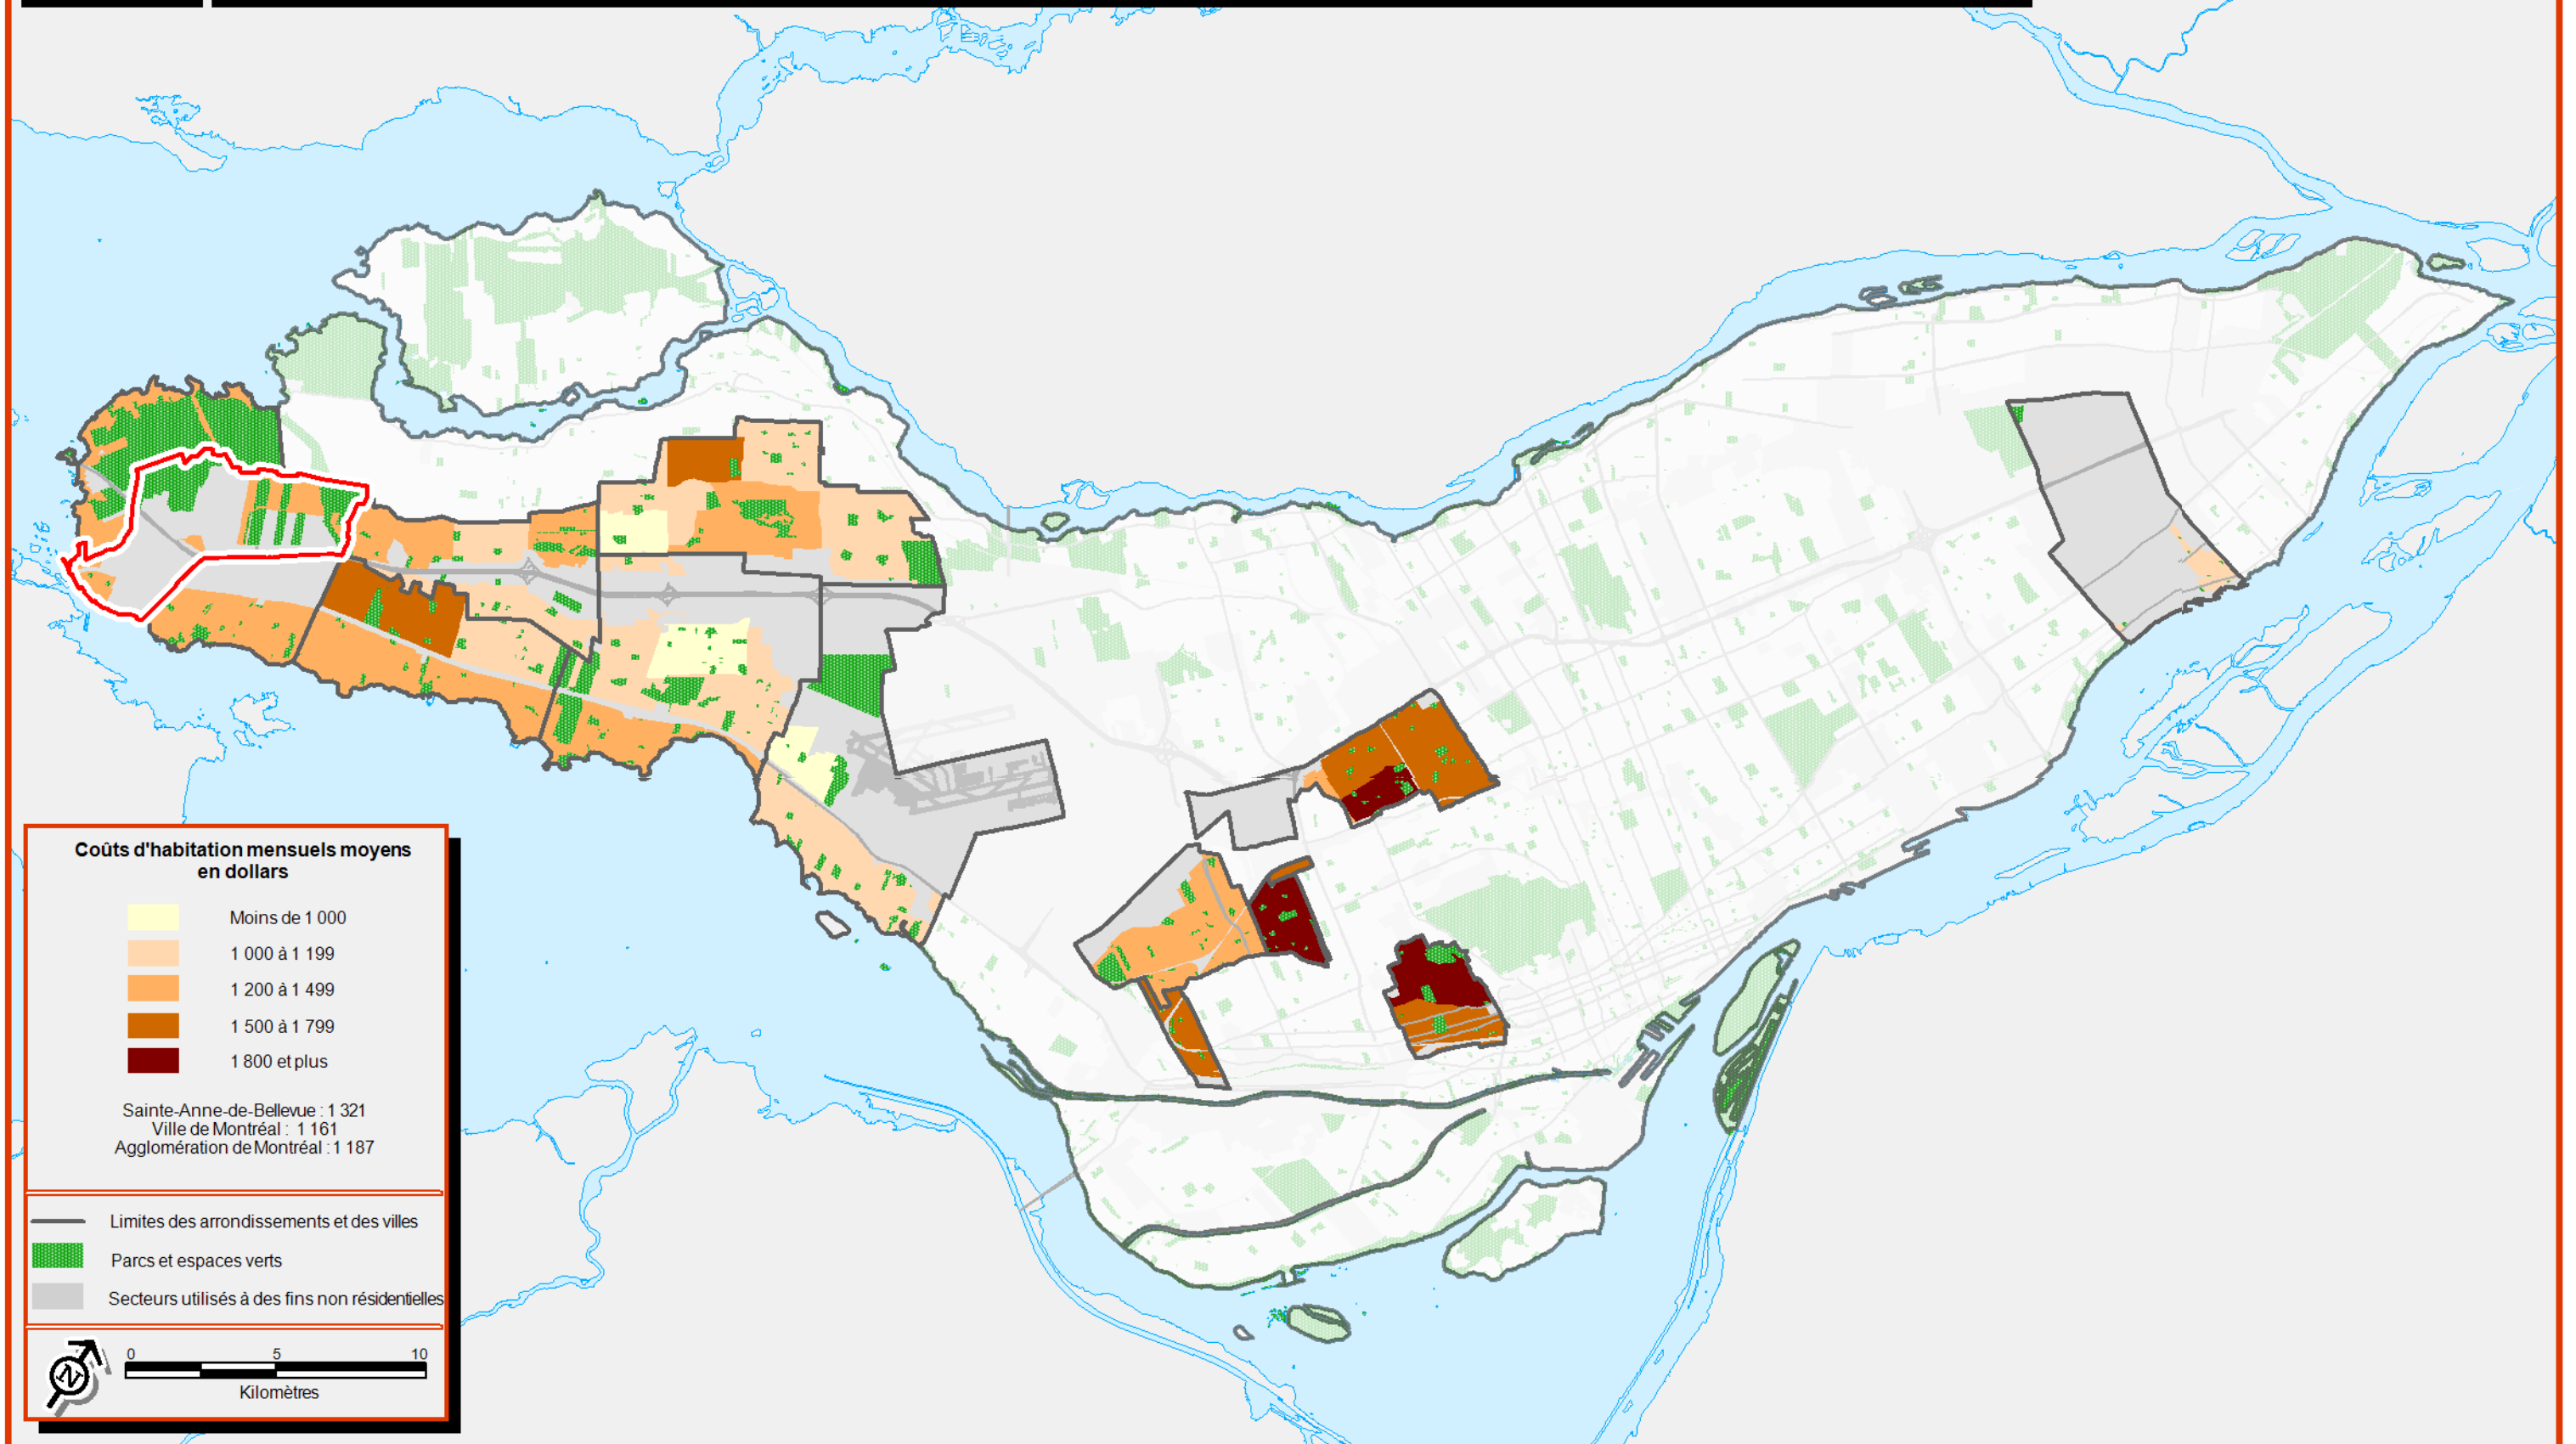 Coûts d'habitation mensuels moyens
en dollars
Moins de 1 000
1 000 à 1 199
1 200 à 1 499
1 500 à 1 799
1 800 et plus
Sainte-Anne-de-Bellevue : 1 321
Ville de Montréal : 1 161
Agglomération de Montréal : 1 187
Limites des arrondissements et des villes
Parcs et espaces verts
Secteurs utilisés à des fins non résidentielles
N
0 5 10
Kilomètres